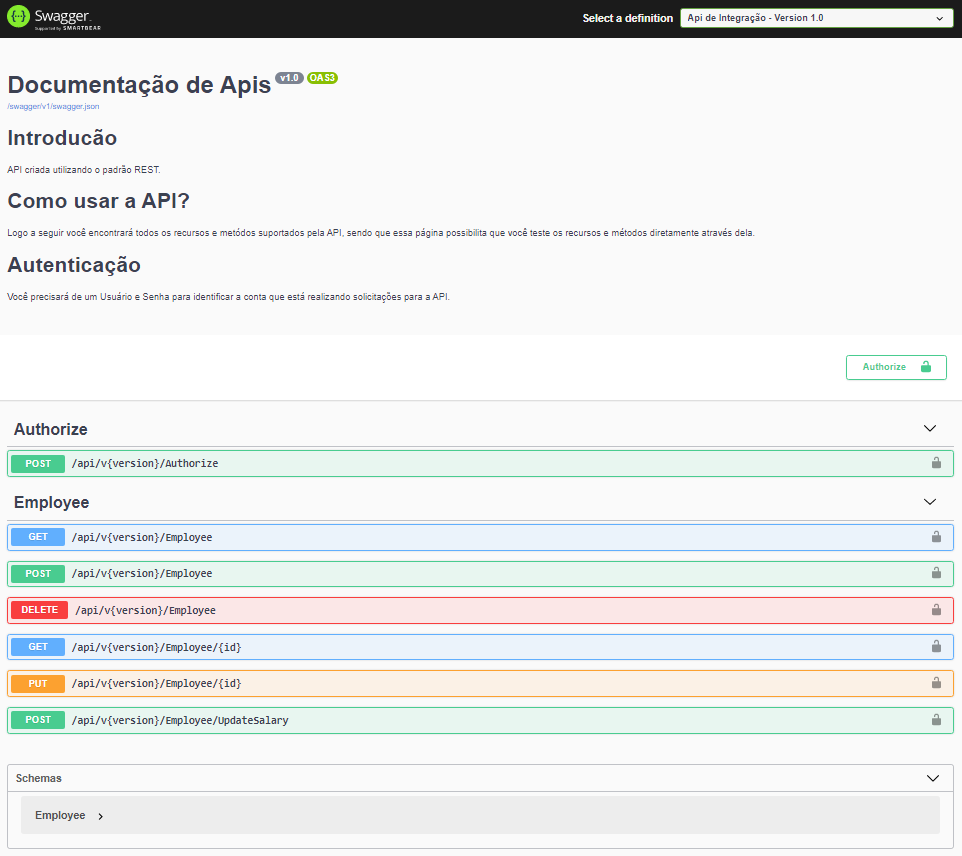 Swagger
Supported by SMARTBEAR
Select a definition
Api de Integração - Version 1.0
Documentação de Apis v1.0 OAS3
/swagger/v1/swagger.json
Introducão
API criada utilizando o padrão REST.
Como usar a API?
Logo a seguir você encontrará todos os recursos e metódos suportados pela API, sendo que essa página possibilita que você teste os recursos e métodos diretamente através dela.
Autenticação
Você precisará de um Usuário e Senha para identificar a conta que está realizando solicitações para a API.
Authorize
Authorize
POST /api/v{version}/Authorize
Employee
GET /api/v{version}/Employee
POST /api/v{version}/Employee
DELETE /api/v{version}/Employee
GET /api/v{version}/Employee/{id}
PUT /api/v{version}/Employee/{id}
POST /api/v{version}/Employee/UpdateSalary
Schemas
Employee